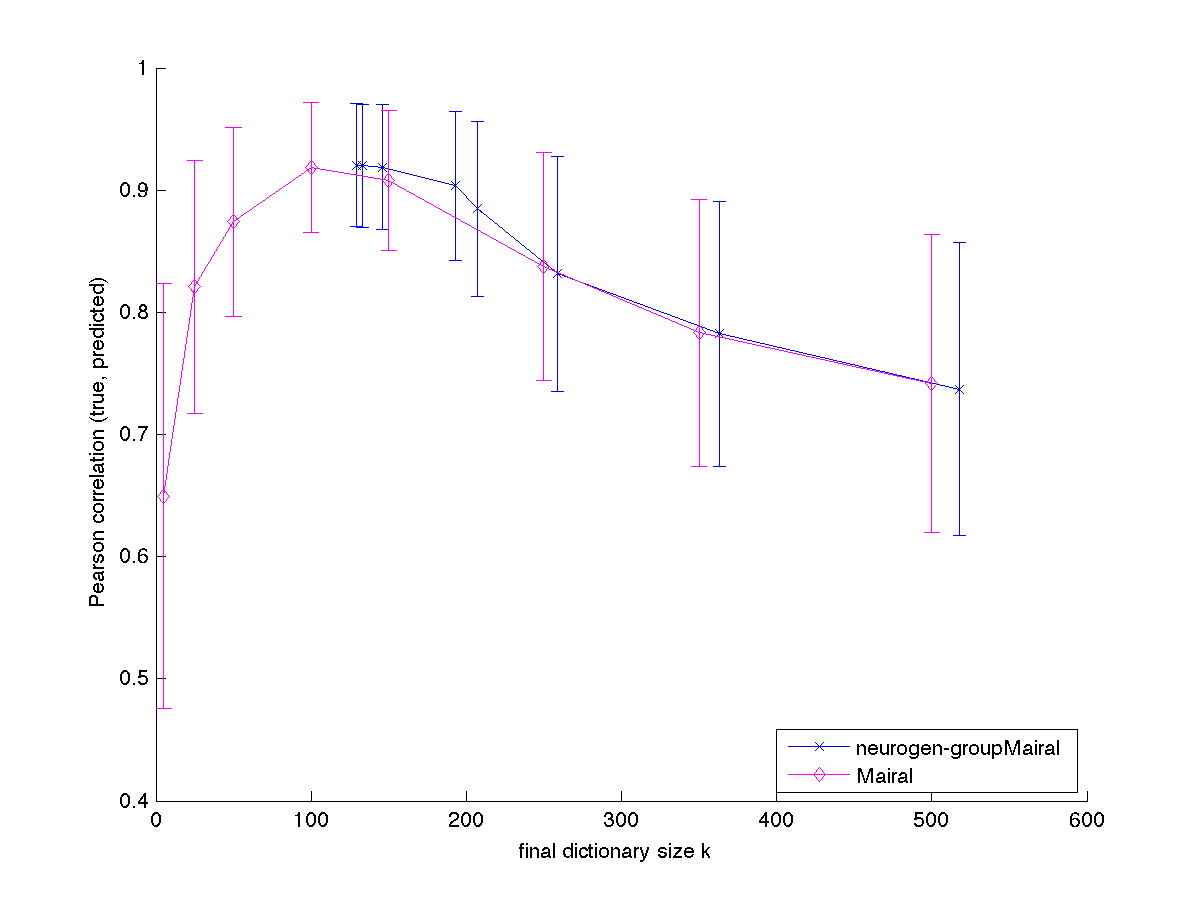 1
0.9
0.8
0.7
0.6
0.5
0.4
Pearson correlation (true, predicted)
0 100 200 300 400 500 600
final dictionary size k
neurogen-groupMairal
Mairal